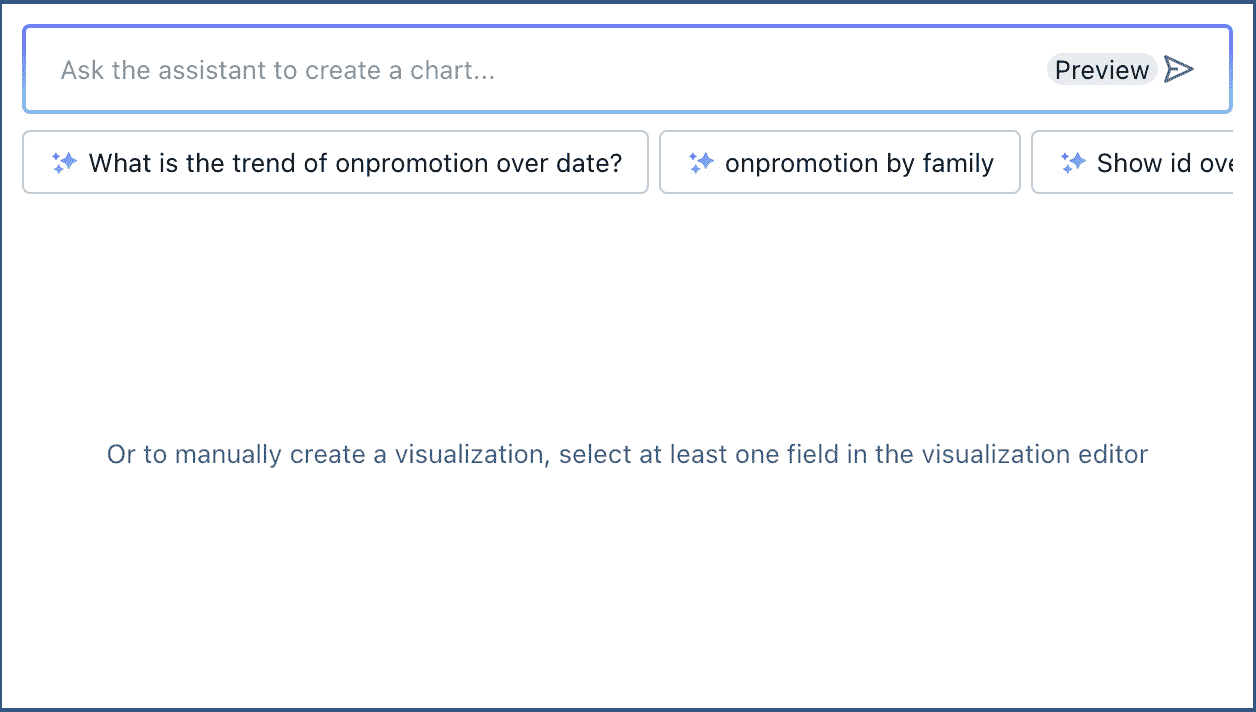 Ask the assistant to create a chart...
Preview
What is the trend of onpromotion over date?
onpromotion by family
Show id ove
Or to manually create a visualization, select at least one field in the visualization editor